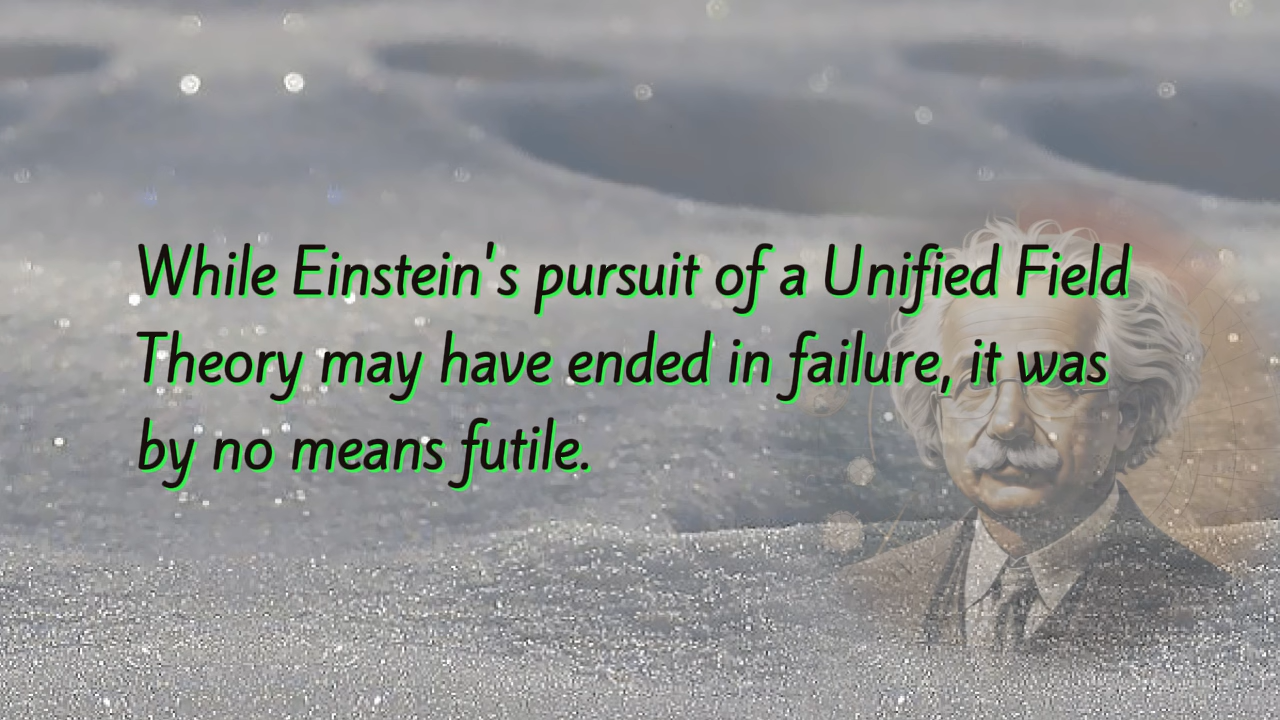 While Einstein's pursuit of a Unified Field
Theory may have ended in failure, it was
by no means futile.